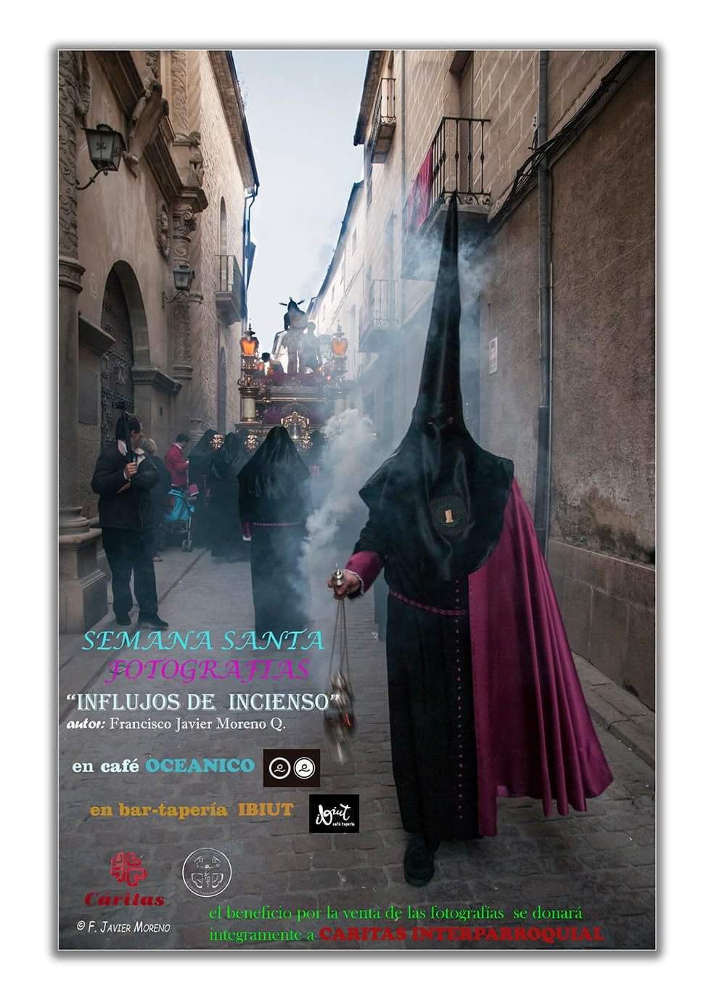 SEMANA SANTA
FOTOGRAFIAS
“INFLUJOS DE INCIENSO”
autor: Francisco Javier Moreno Q.
en café OCEANICO
en bar-tapería IBIUT
ibiut
café-tapería
Caritas
© F. JAVIER MORENO
el beneficio por la venta de las fotografías se donará
integramente a CARITAS INTERPARROQUIAL